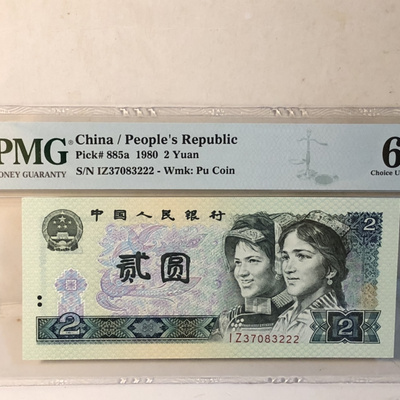 PMG
MONEY GUARANTY
China / People's Republic
Pick# 885a 1980 2 Yuan
S/N IZ37083222 - Wmk: Pu Coin
6
Choice U
中国人民银行
贰圆
2
2
2
IZ37083222